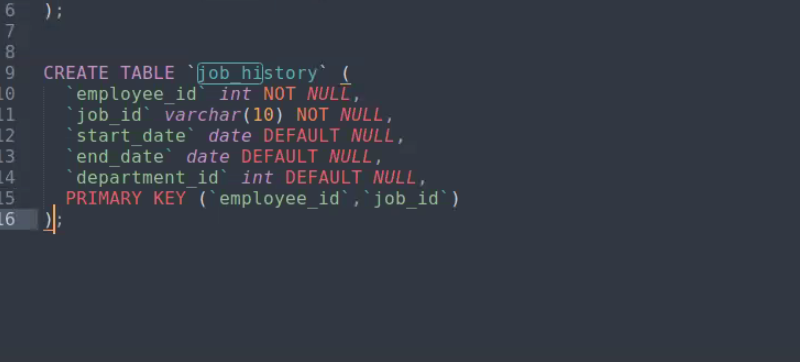 6 );
7
8
9 CREATE TABLE `job_history` (
10 `employee_id` int NOT NULL,
11 `job_id` varchar(10) NOT NULL,
12 `start_date` date DEFAULT NULL,
13 `end_date` date DEFAULT NULL,
14 `department_id` int DEFAULT NULL,
15 PRIMARY KEY (`employee_id`,`job_id`)
16 );